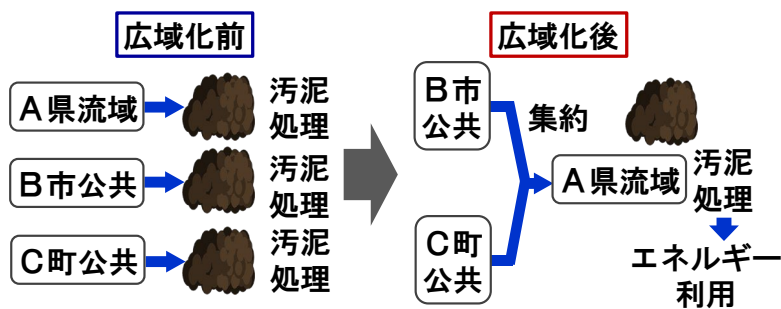 広域化前
A県流域
汚泥
処理
B市公共
汚泥
処理
C町公共
汚泥
処理
広域化後
B市
公共
集約
C町
公共
A県流域
汚泥
処理
エネルギー
利用